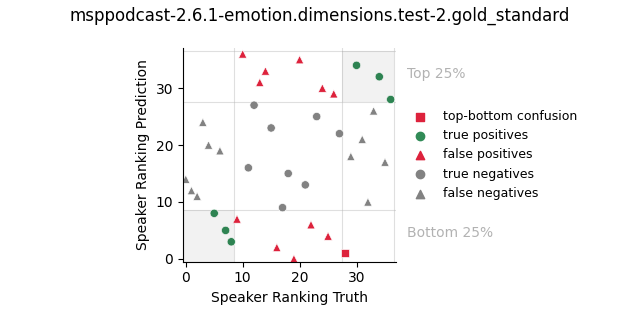 msppodcast-2.6.1-emotion.dimensions.test-2.gold_standard
Speaker Ranking Prediction
30
20
10
0
0 10 20 30
Speaker Ranking Truth
Top 25%
top-bottom confusion
true positives
false positives
true negatives
false negatives
Bottom 25%